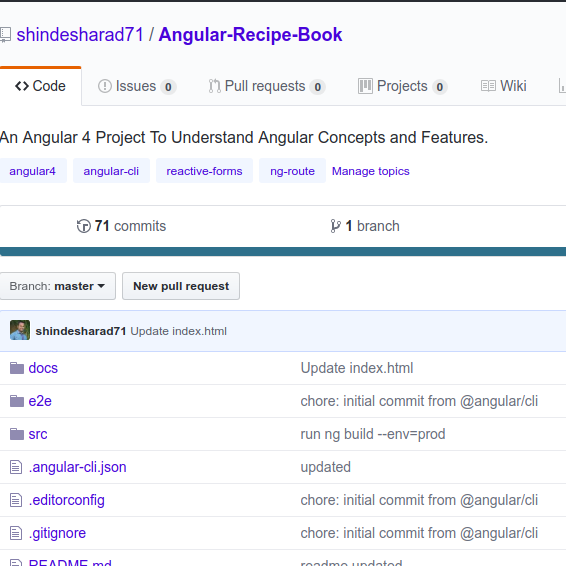 shindesharad71 / Angular-Recipe-Book
Code Issues 0 Pull requests 0 Projects 0 Wiki
An Angular 4 Project To Understand Angular Concepts and Features.
angular4 angular-cli reactive-forms ng-route Manage topics
71 commits 1 branch
Branch: master New pull request
shindesharad71 Update index.html
docs Update index.html
e2e chore: initial commit from @angular/cli
src run ng build --env=prod
.angular-cli.json updated
.editorconfig chore: initial commit from @angular/cli
.gitignore chore: initial commit from @angular/cli
README.md readme updated